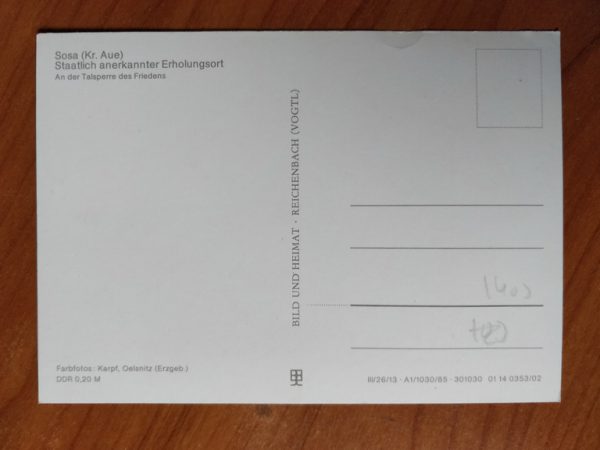 Sosa (Kr. Aue)
Staatlich anerkannter Erholungsort
An der Talsperre des Friedens
BILD UND HEIMAT · REICHENBACH (VOGTL)
Farbfotos: Karpf, Oelsnitz (Erzgeb.)
DDR 0,20 M
III/26/13 · A1/1030/85 · 301030 01 14 0353/02